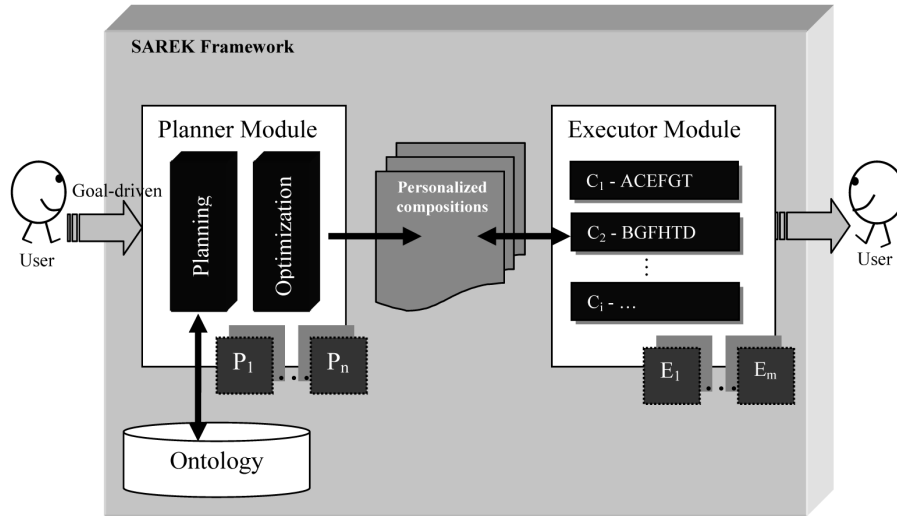 SAREK Framework
Planner Module
Executor Module
Goal-driven
User
Planning
Optimization
Personalized
compositions
C₁ - ACEFGT
C₂ - BGFHTD
⋮
Cᵢ - ...
User
P₁
. . .
Pₙ
E₁
. . .
Eₘ
Ontology